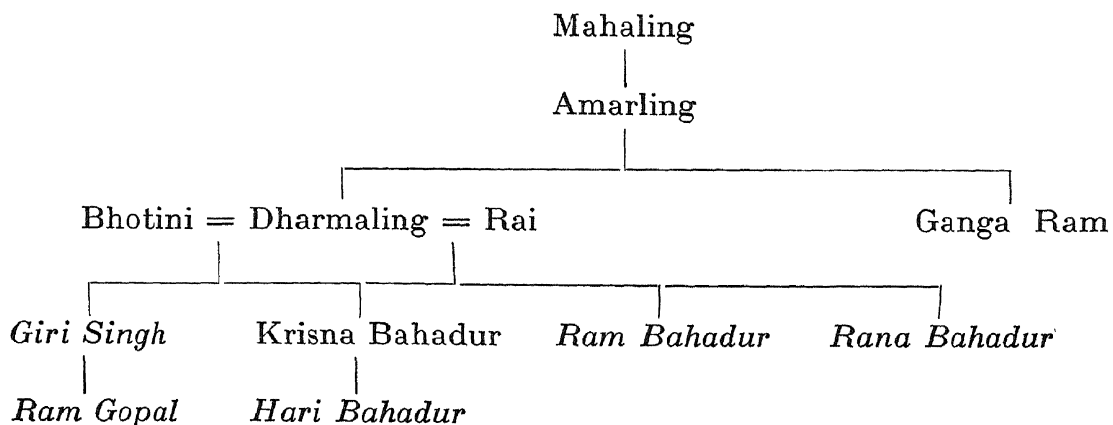 Mahaling
Amarling
Bhotini = Dharmaling = Rai Ganga Ram
Giri Singh Krisna Bahadur Ram Bahadur Rana Bahadur
Ram Gopal Hari Bahadur